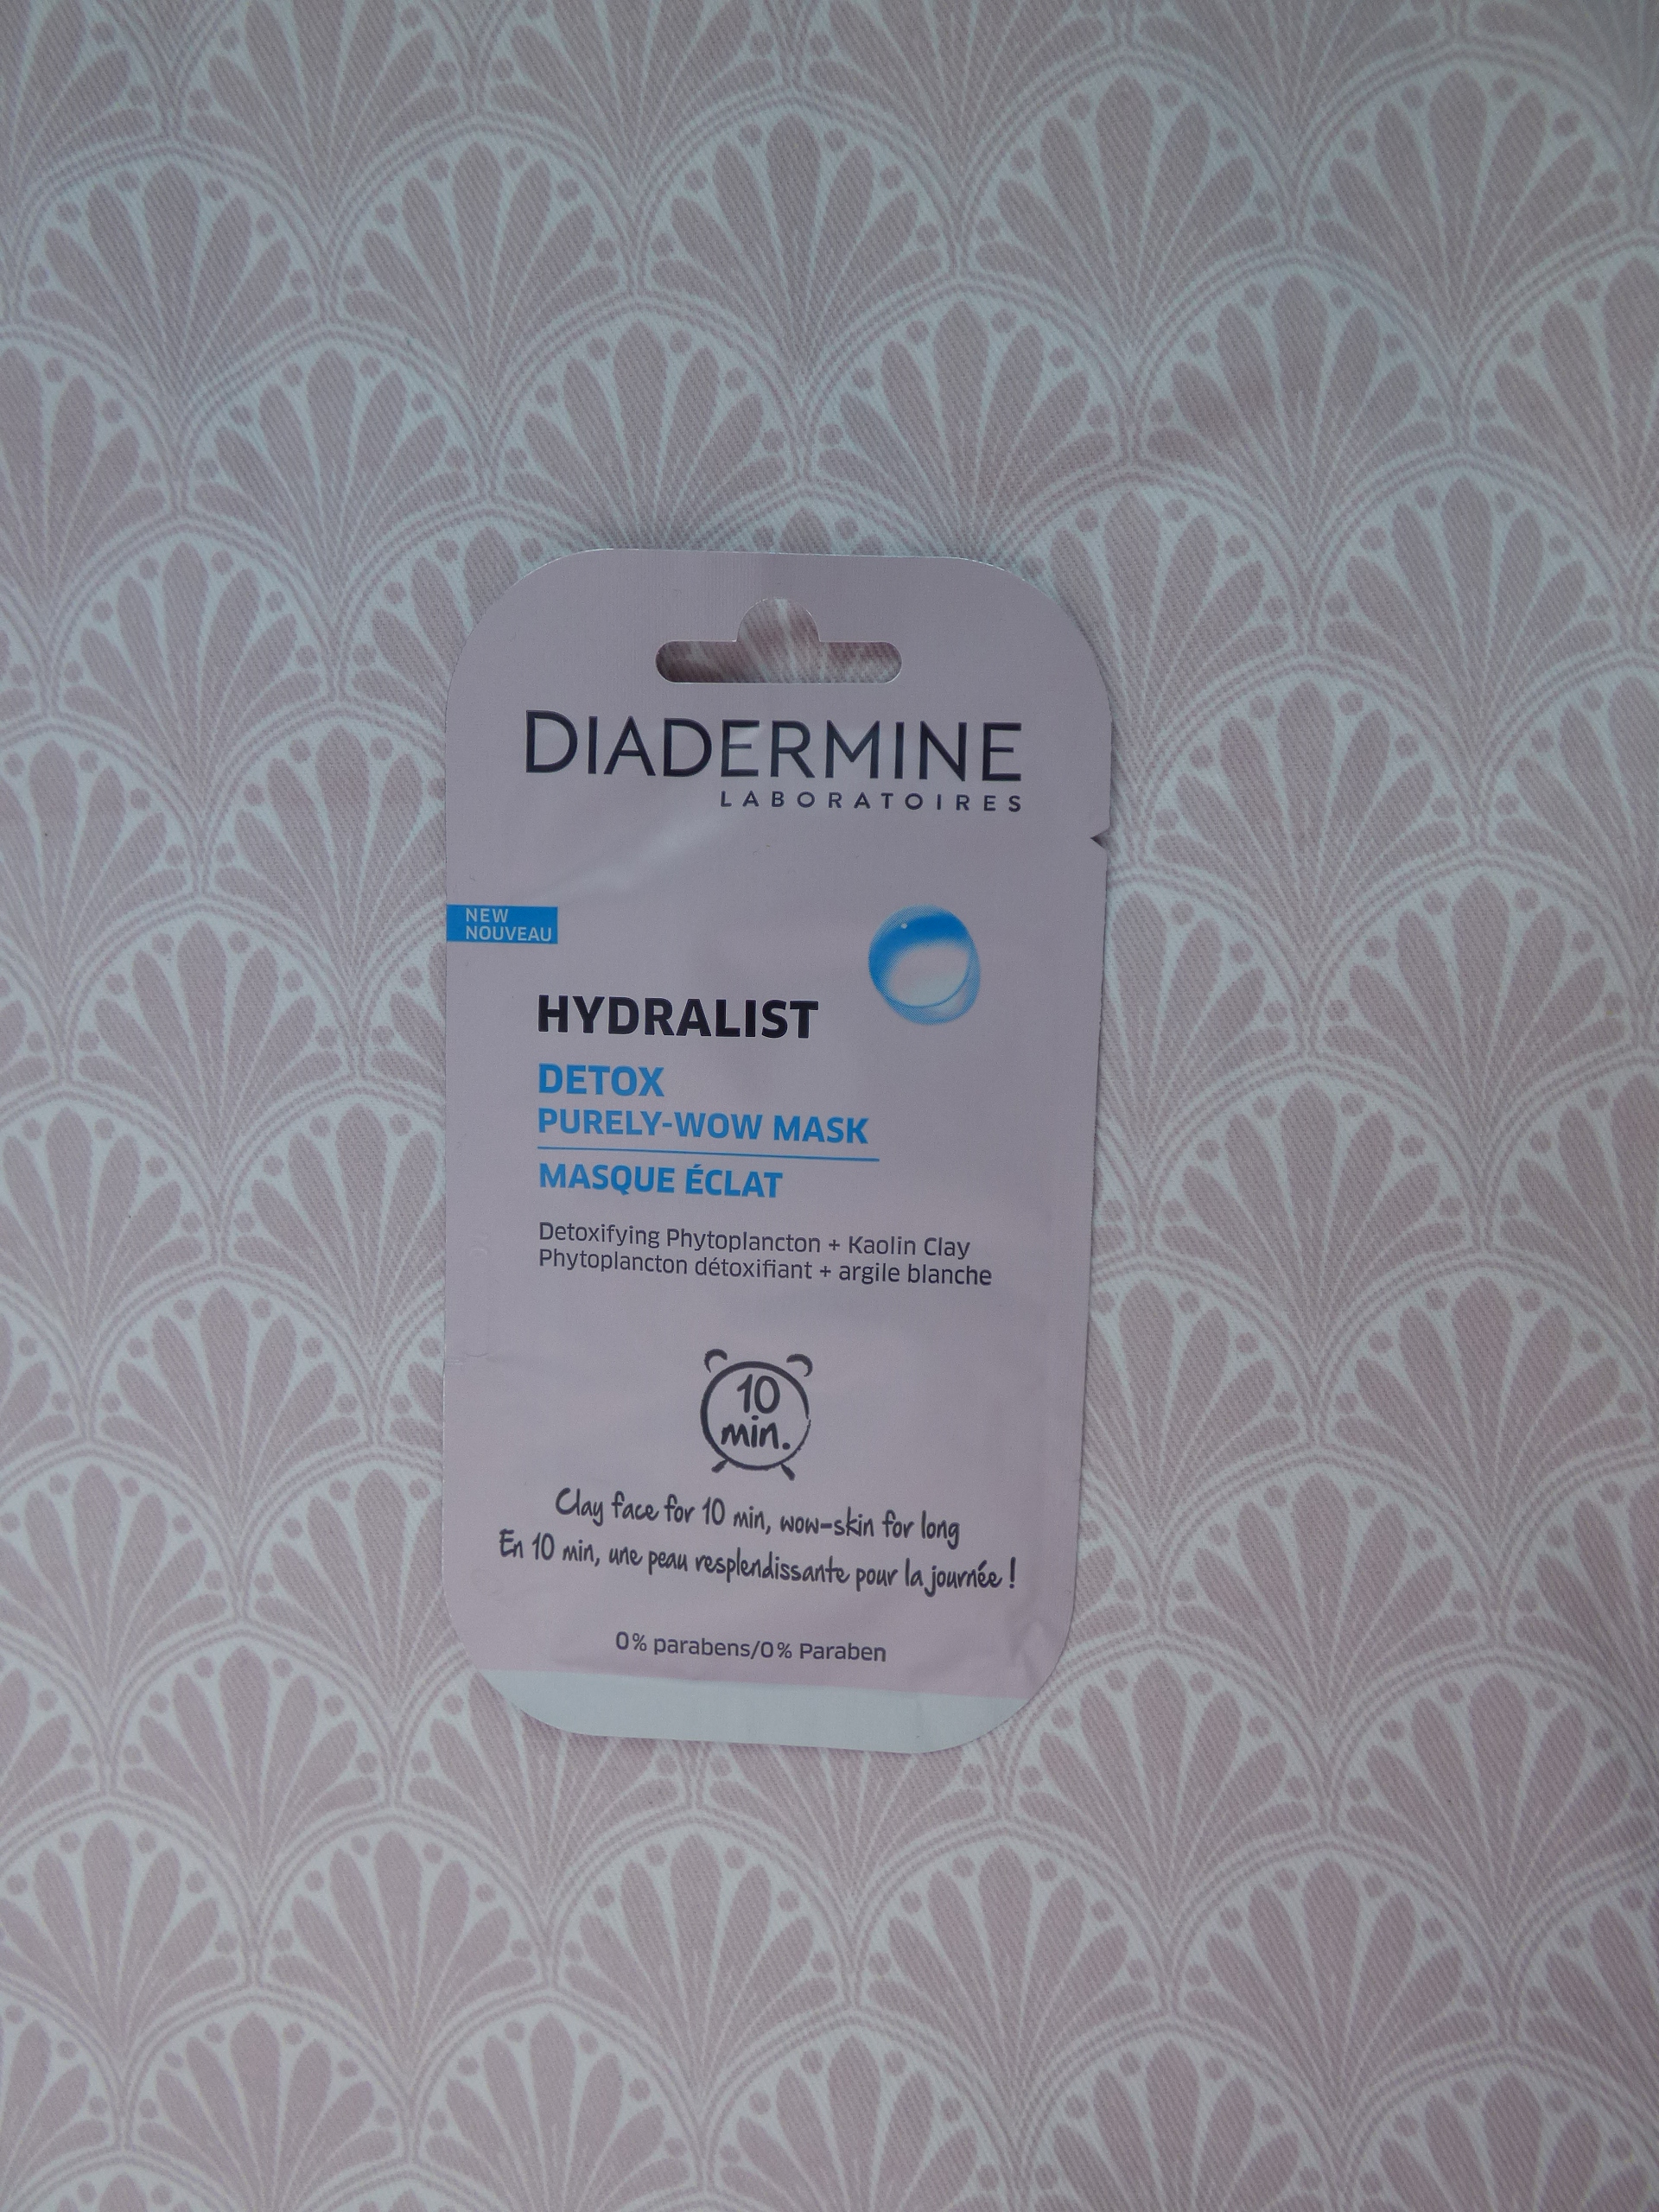 DIADERMINE
LABORATOIRES
NEW
NOUVEAU
HYDRALIST
DETOX
PURELY-WOW MASK
MASQUE ÉCLAT
Detoxifying Phytoplancton + Kaolin Clay
Phytoplancton détoxifiant + argile blanche
10
min.
Clay face for 10 min, wow-skin for long
En 10 min, une peau resplendissante pour la journée !
0% parabens/0% Paraben